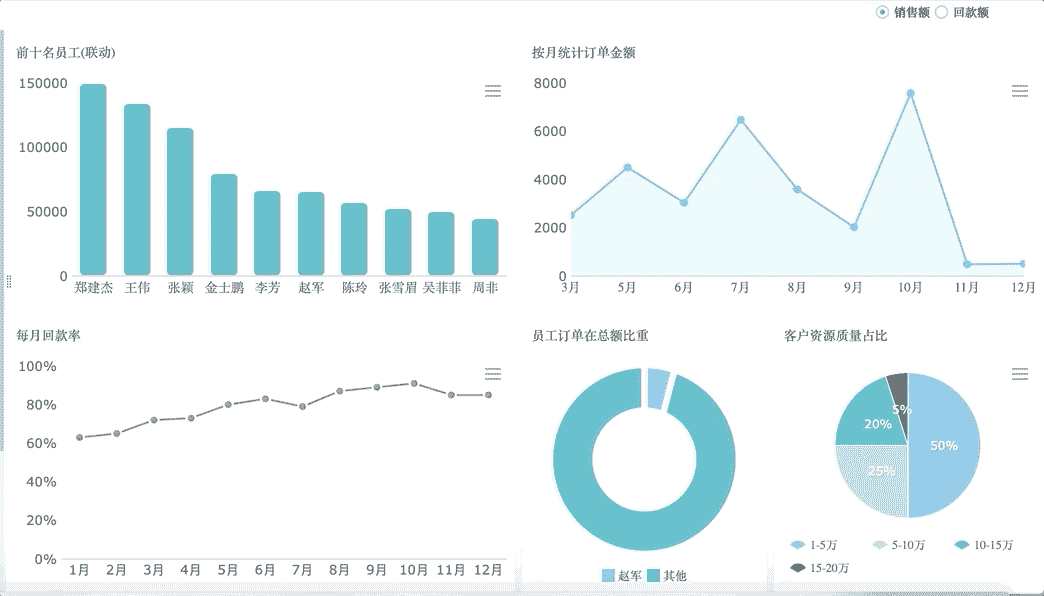 销售额 回款额
前十名员工(联动)
150000
100000
50000
0
郑建杰 王伟 张颖 金士鹏 李芳 赵军 陈玲 张雪眉 吴菲菲 周非
按月统计订单金额
8000
6000
4000
2000
0
3月 5月 6月 7月 8月 9月 10月 11月 12月
每月回款率
100%
80%
60%
40%
20%
0%
1月 2月 3月 4月 5月 6月 7月 8月 9月 10月 11月 12月
员工订单在总额比重
赵军 其他
客户资源质量占比
5%
20%
50%
25%
1-5万 5-10万 10-15万
15-20万